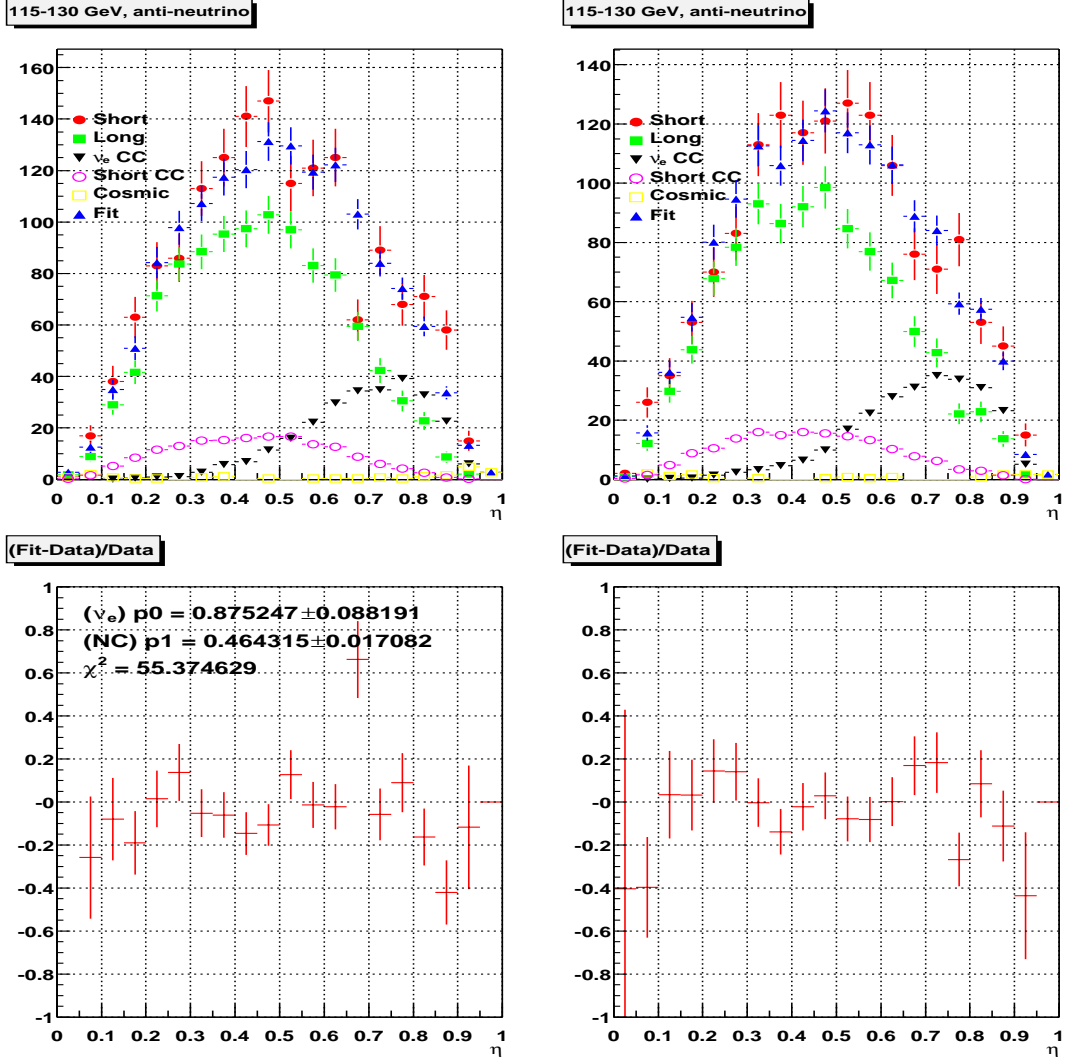 115-130 GeV, anti-neutrino
160
140
120
100
80
60
40
20
0
Short
Long
νe CC
Short CC
Cosmic
Fit
0 0.1 0.2 0.3 0.4 0.5 0.6 0.7 0.8 0.9 1
η
115-130 GeV, anti-neutrino
140
120
100
80
60
40
20
0
Short
Long
νe CC
Short CC
Cosmic
Fit
0 0.1 0.2 0.3 0.4 0.5 0.6 0.7 0.8 0.9 1
η
(Fit-Data)/Data
1
0.8
0.6
0.4
0.2
-0
-0.2
-0.4
-0.6
-0.8
-1
(νe) p0 = 0.875247±0.088191
(NC) p1 = 0.464315±0.017082
χ² = 55.374629
0 0.1 0.2 0.3 0.4 0.5 0.6 0.7 0.8 0.9 1
η
(Fit-Data)/Data
1
0.8
0.6
0.4
0.2
-0
-0.2
-0.4
-0.6
-0.8
-1
0 0.1 0.2 0.3 0.4 0.5 0.6 0.7 0.8 0.9 1
η